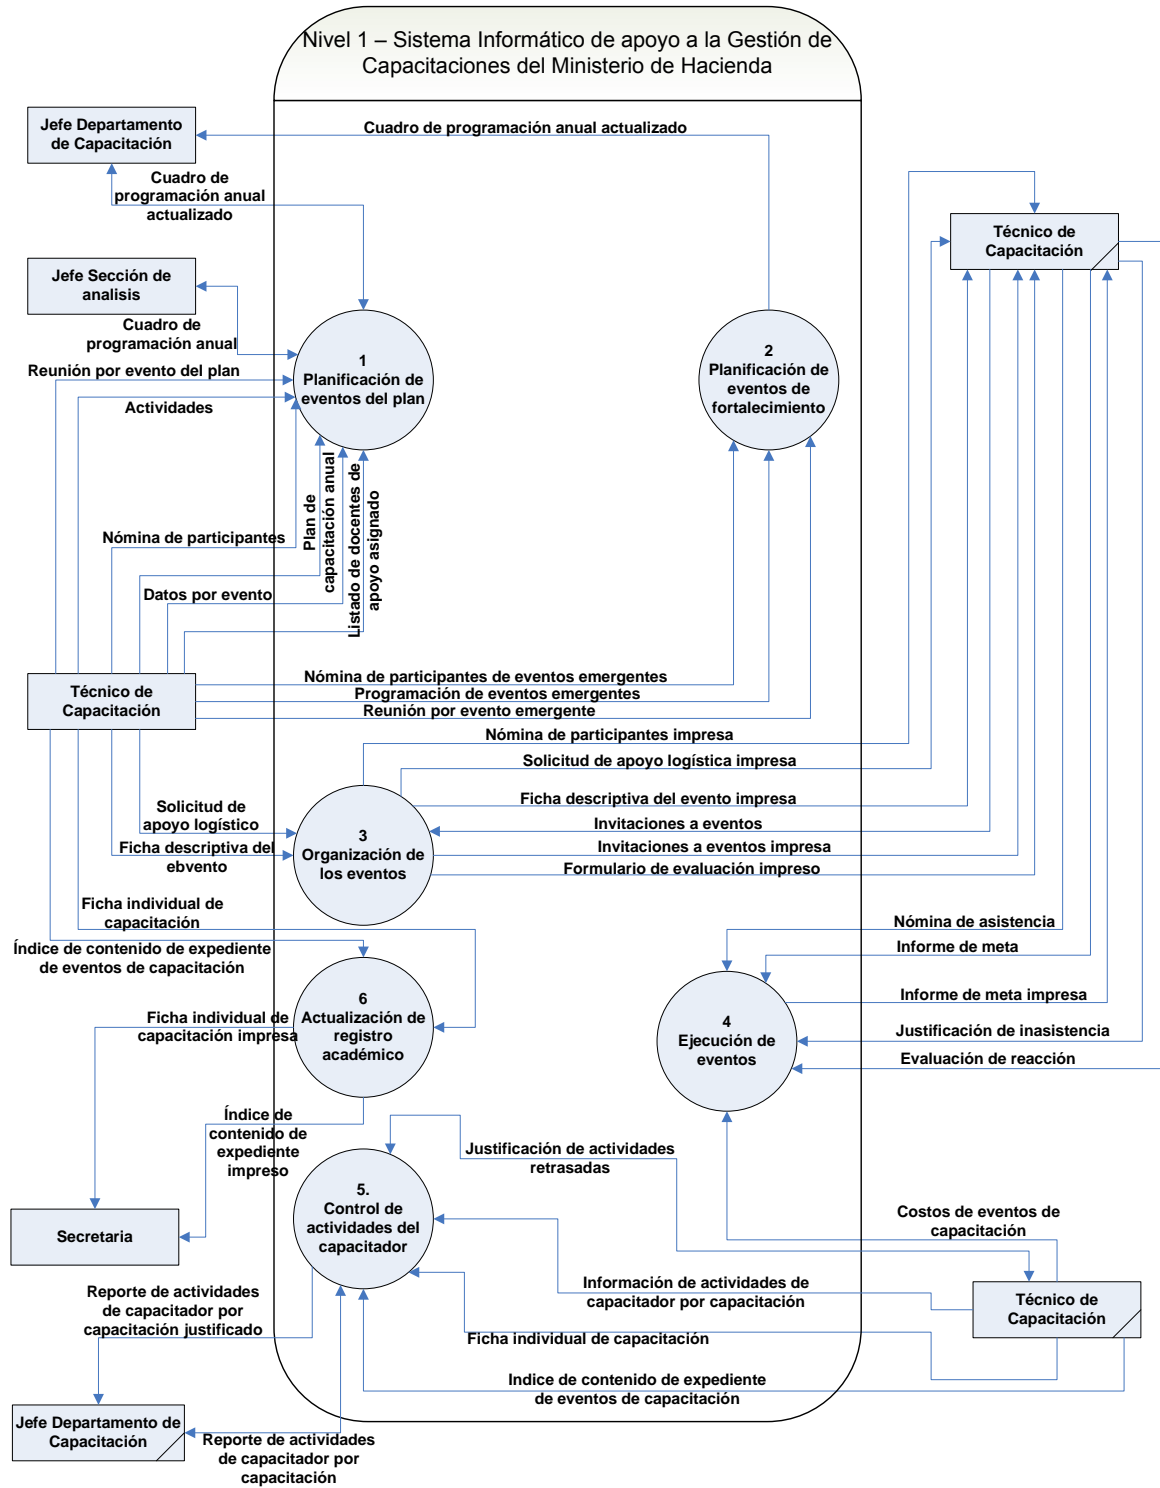 Nivel 1 – Sistema Informático de apoyo a la Gestión de
Capacitaciones del Ministerio de Hacienda
Jefe Departamento
de Capacitación
Cuadro de programación anual actualizado
Cuadro de
programación anual
actualizado
Técnico de
Capacitación
Jefe Sección de
analisis
Cuadro de
programación anual
1
Planificación de
eventos del plan
2
Planificación de
eventos de
fortalecimiento
Reunión por evento del plan
Actividades
Nómina de participantes
Plan de
capacitación anual
Datos por evento
Listado de docentes de
apoyo asignado
Técnico de
Capacitación
Nómina de participantes de eventos emergentes
Programación de eventos emergentes
Reunión por evento emergente
Nómina de participantes impresa
Solicitud de apoyo logística impresa
Ficha descriptiva del evento impresa
Invitaciones a eventos
Invitaciones a eventos impresa
Formulario de evaluación impreso
Solicitud de
apoyo logístico
Ficha descriptiva del
ebvento
3
Organización de
los eventos
Ficha individual de
capacitación
Índice de contenido de expediente
de eventos de capacitación
Nómina de asistencia
Informe de meta
Informe de meta impresa
Justificación de inasistencia
Evaluación de reacción
6
Actualización de
registro
académico
4
Ejecución de
eventos
Ficha individual de
capacitación impresa
Índice de
contenido de
expediente
impreso
Justificación de actividades
retrasadas
5.
Control de
actividades del
capacitador
Secretaria
Costos de eventos de
capacitación
Información de actividades de
capacitador por capacitación
Técnico de
Capacitación
Reporte de actividades
de capacitador por
capacitación justificado
Ficha individual de capacitación
Indice de contenido de expediente
de eventos de capacitación
Jefe Departamento de
Capacitación
Reporte de actividades
de capacitador por
capacitación